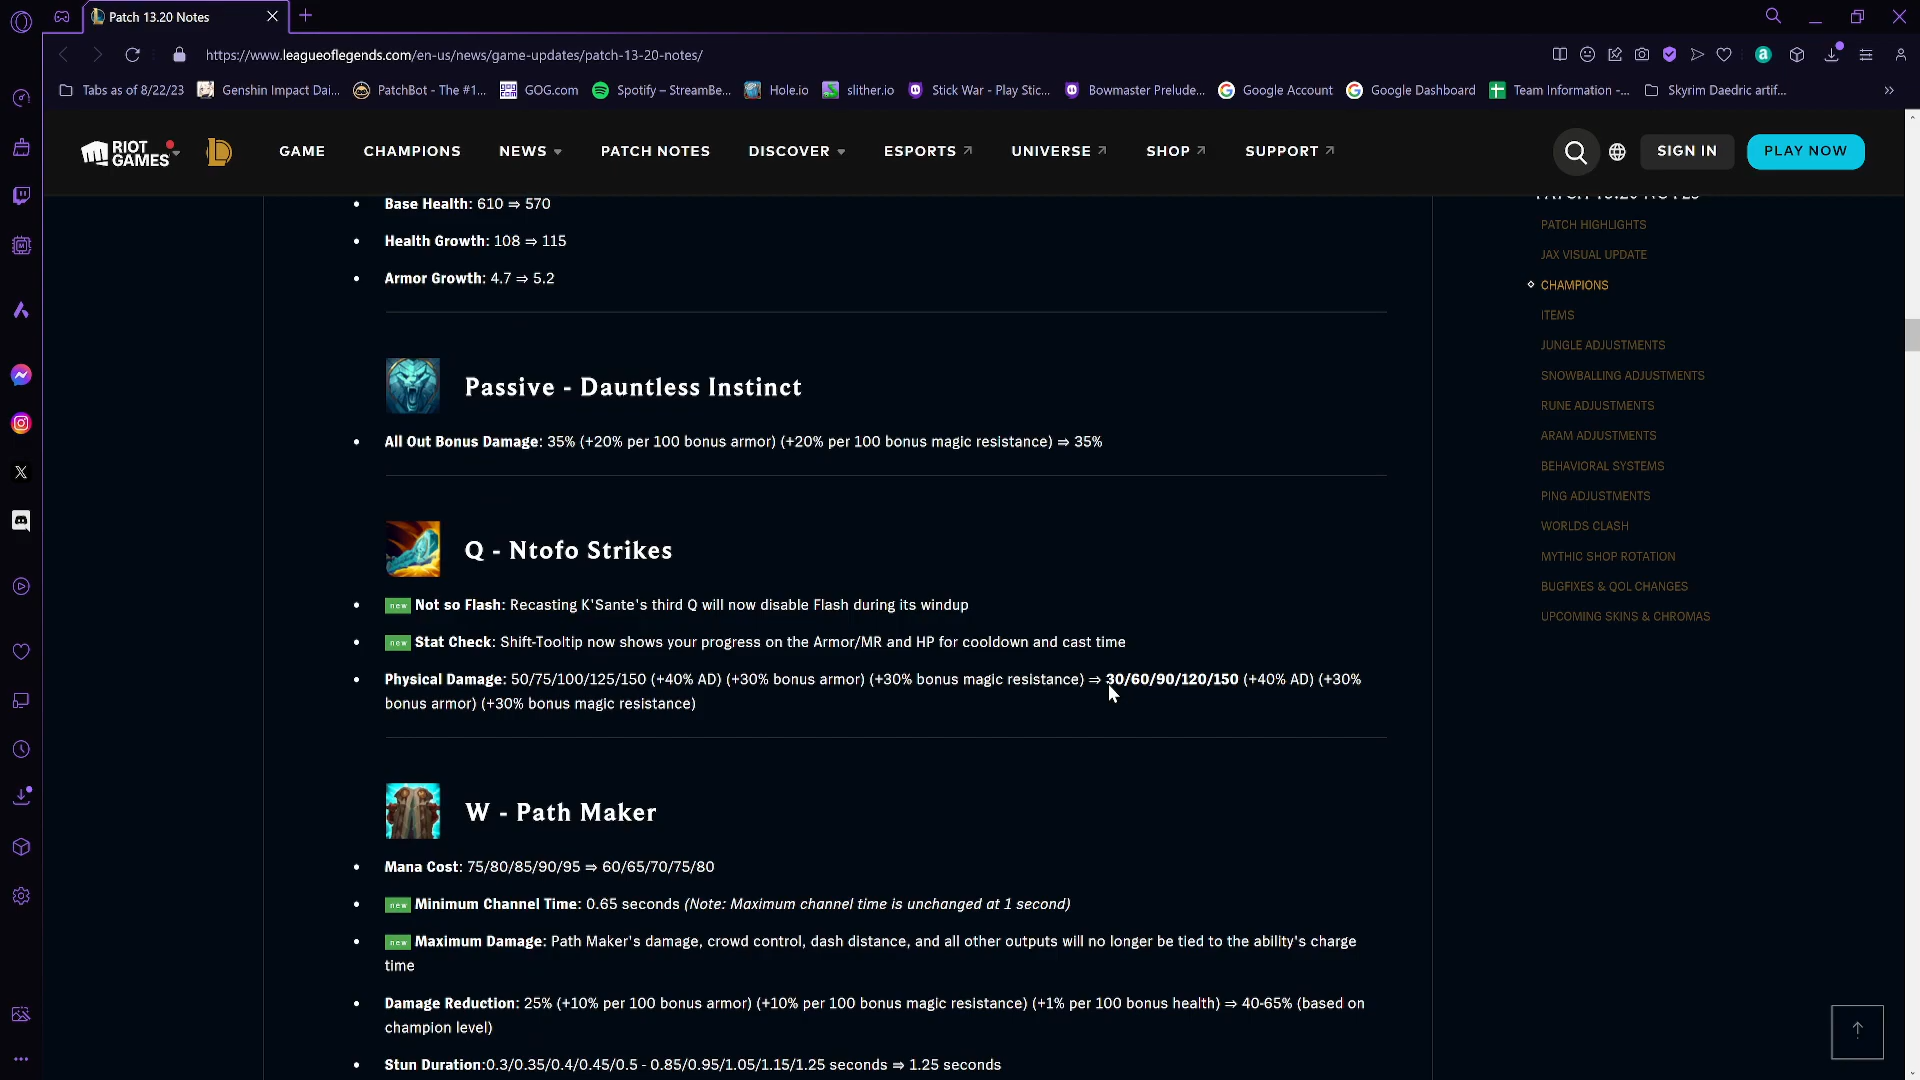 Patch 13.20 Notes
https://www.leagueoflegends.com/en-us/news/game-updates/patch-13-20-notes/
Tabs as of 8/22/23 Genshin Impact Dai... PatchBot - The #1... GOG.com Spotify – StreamBe... Hole.io slither.io Stick War - Play Stic... Bowmaster Prelude... Google Account Google Dashboard Team Information -... Skyrim Daedric artif...
RIOT GAMES GAME CHAMPIONS NEWS PATCH NOTES DISCOVER ESPORTS UNIVERSE SHOP SUPPORT SIGN IN PLAY NOW
Base Health: 610 ⇒ 570
Health Growth: 108 ⇒ 115
Armor Growth: 4.7 ⇒ 5.2
Passive - Dauntless Instinct
All Out Bonus Damage: 35% (+20% per 100 bonus armor) (+20% per 100 bonus magic resistance) ⇒ 35%
Q - Ntofo Strikes
new Not so Flash: Recasting K'Sante's third Q will now disable Flash during its windup
new Stat Check: Shift-Tooltip now shows your progress on the Armor/MR and HP for cooldown and cast time
Physical Damage: 50/75/100/125/150 (+40% AD) (+30% bonus armor) (+30% bonus magic resistance) ⇒ 30/60/90/120/150 (+40% AD) (+30%
bonus armor) (+30% bonus magic resistance)
W - Path Maker
Mana Cost: 75/80/85/90/95 ⇒ 60/65/70/75/80
new Minimum Channel Time: 0.65 seconds (Note: Maximum channel time is unchanged at 1 second)
new Maximum Damage: Path Maker's damage, crowd control, dash distance, and all other outputs will no longer be tied to the ability's charge
time
Damage Reduction: 25% (+10% per 100 bonus armor) (+10% per 100 bonus magic resistance) (+1% per 100 bonus health) ⇒ 40-65% (based on
champion level)
Stun Duration:0.3/0.35/0.4/0.45/0.5 - 0.85/0.95/1.05/1.15/1.25 seconds ⇒ 1.25 seconds
PATCH 13.20 NOTES
PATCH HIGHLIGHTS
JAX VISUAL UPDATE
CHAMPIONS
ITEMS
JUNGLE ADJUSTMENTS
SNOWBALLING ADJUSTMENTS
RUNE ADJUSTMENTS
ARAM ADJUSTMENTS
BEHAVIORAL SYSTEMS
PING ADJUSTMENTS
WORLDS CLASH
MYTHIC SHOP ROTATION
BUGFIXES & QOL CHANGES
UPCOMING SKINS & CHROMAS